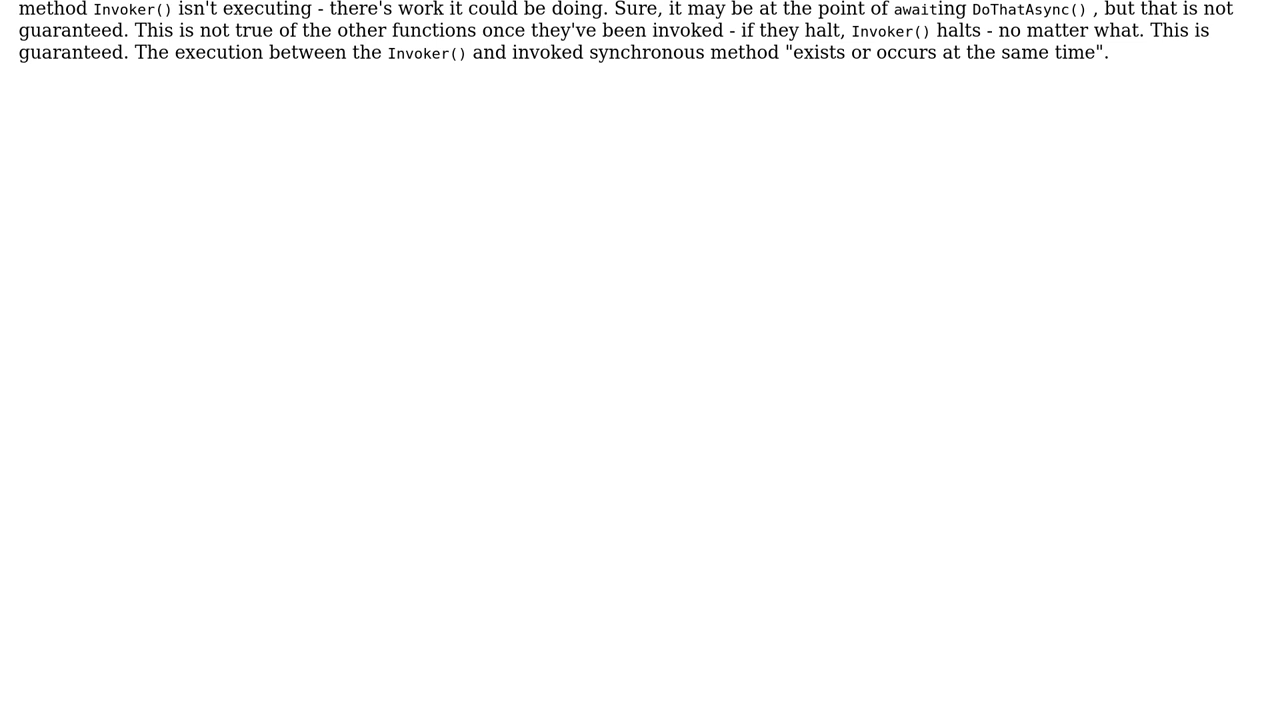 method Invoker() isn't executing - there's work it could be doing. Sure, it may be at the point of awaiting DoThatAsync() , but that is not
guaranteed. This is not true of the other functions once they've been invoked - if they halt, Invoker() halts - no matter what. This is
guaranteed. The execution between the Invoker() and invoked synchronous method "exists or occurs at the same time".